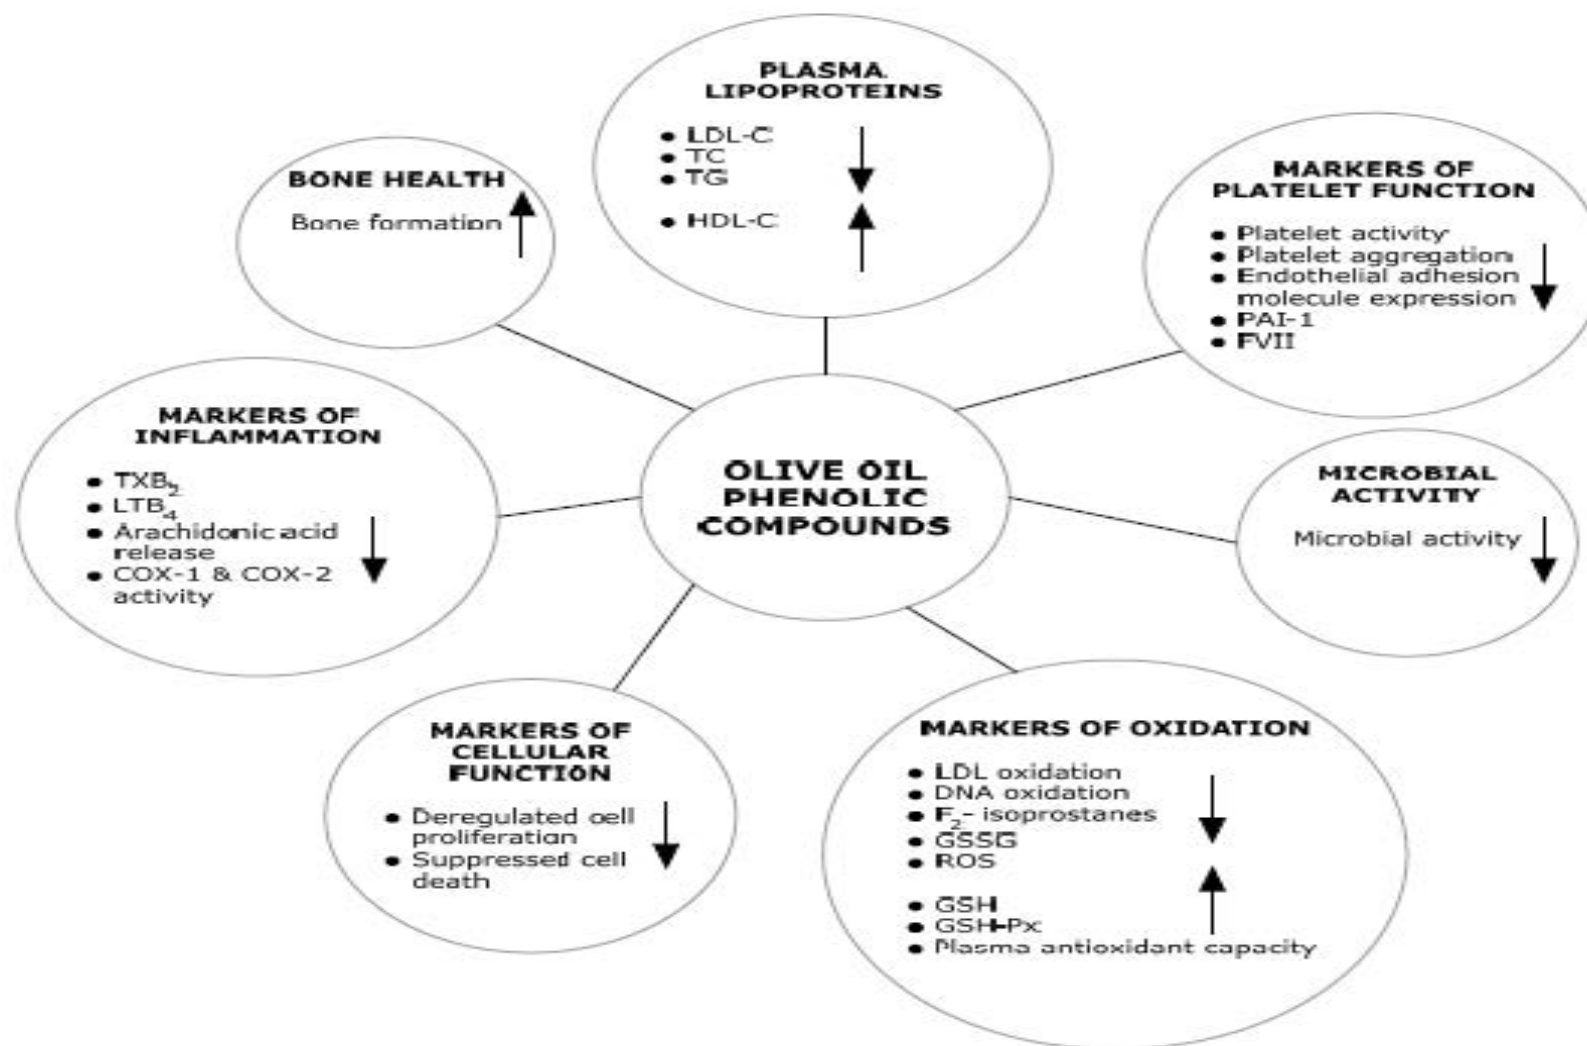 PLASMA
LIPOPROTEINS
• LDL-C
• TC
• TG
• HDL-C
BONE HEALTH
Bone formation
MARKERS OF
PLATELET FUNCTION
• Platelet activity
• Platelet aggregation
• Endothelial adhesion
molecule expression
• PAI-1
• FVII
MARKERS OF
INFLAMMATION
• TXB₂
• LTB₄
• Arachidonic acid
release
• COX-1 & COX-2
activity
OLIVE OIL
PHENOLIC
COMPOUNDS
MICROBIAL
ACTIVITY
Microbial activity
MARKERS OF
CELLULAR
FUNCTION
• Deregulated cell
proliferation
• Suppressed cell
death
MARKERS OF OXIDATION
• LDL oxidation
• DNA oxidation
• F₂- isoprostanes
• GSSG
• ROS
• GSH
• GSH-Px
• Plasma antioxidant capacity